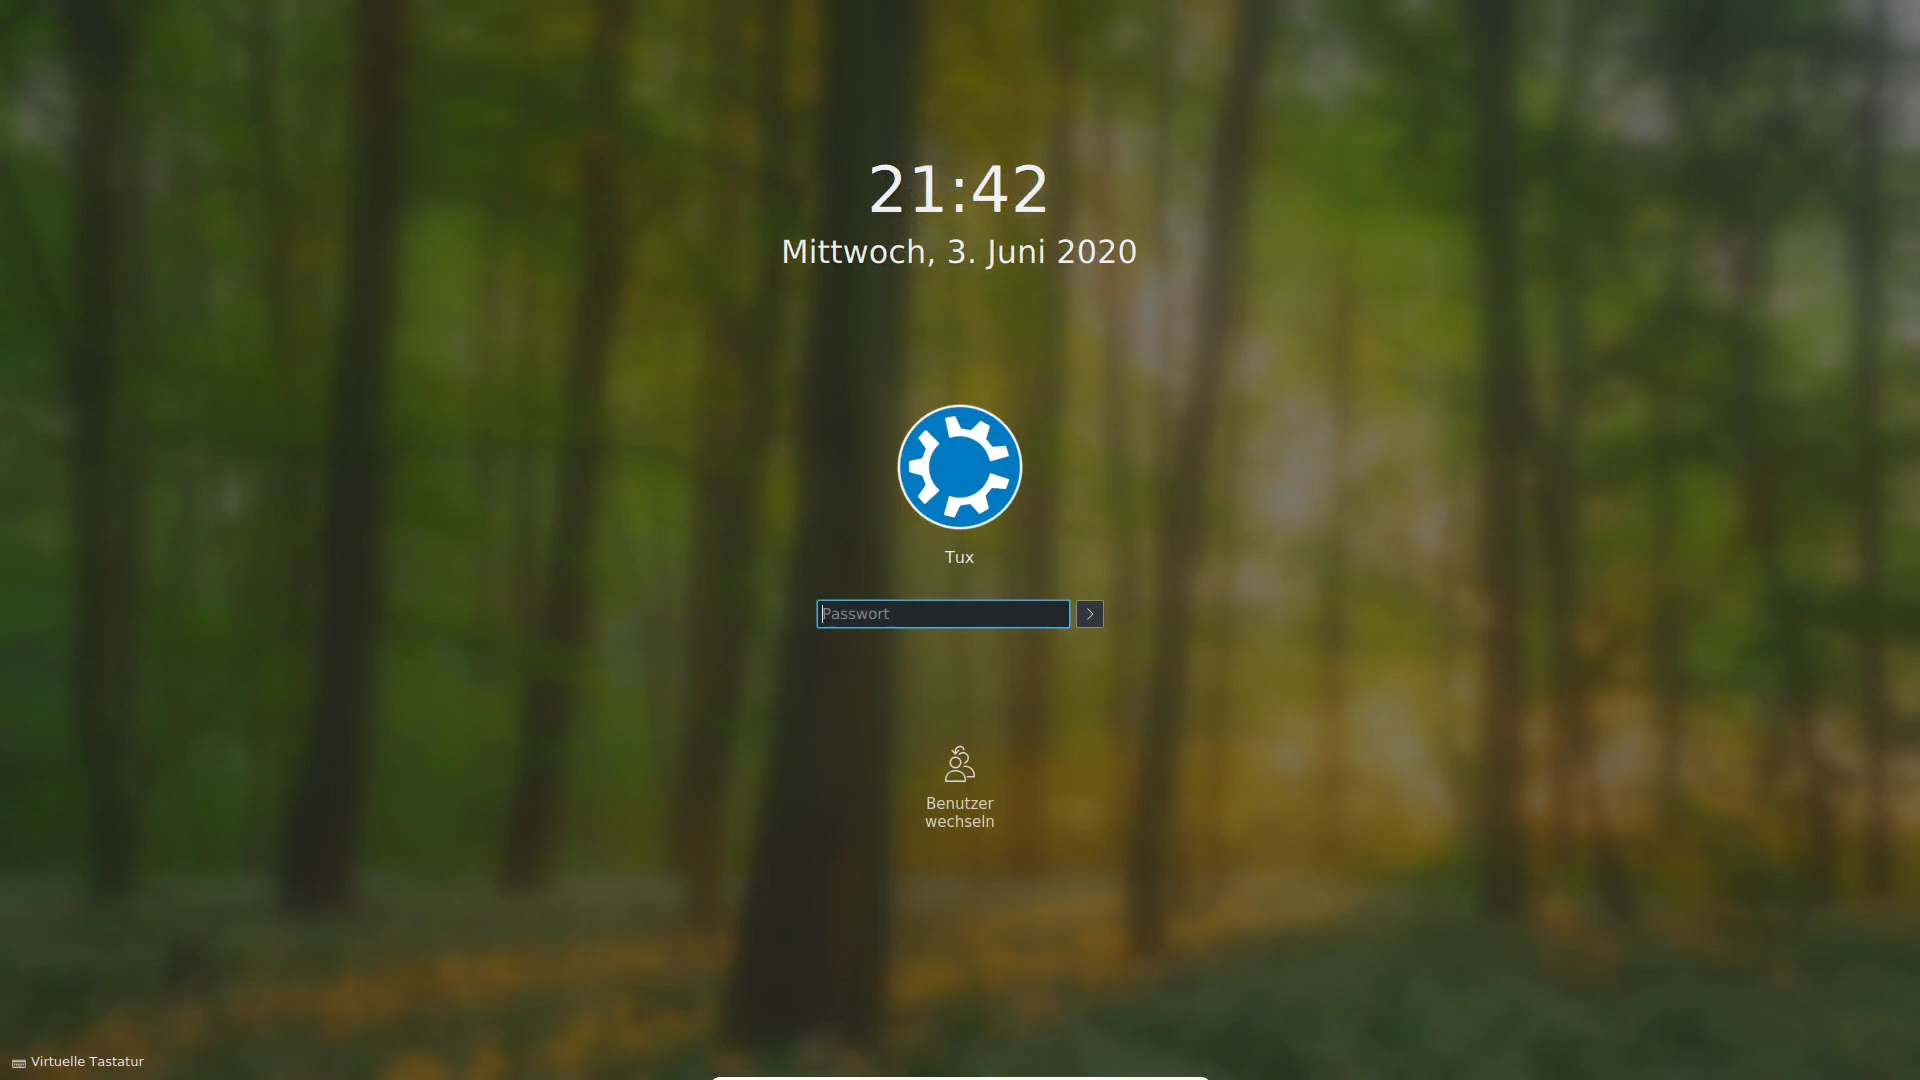 21:42
Mittwoch, 3. Juni 2020
Tux
Passwort
Benutzer
wechseln
Virtuelle Tastatur